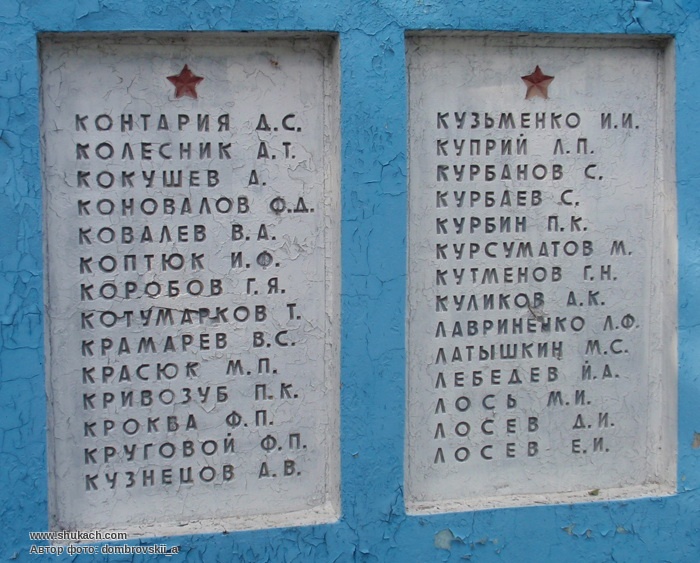 КОНТАРИЯ Д.С.
КОЛЕСНИК А.Т.
КОКУШЕВ А.
КОНОВАЛОВ Ф.Д.
КОВАЛЕВ В.А.
КОПТЮК И.Ф.
КОРОБОВ Г.Я.
КОТУМАРКОВ Т.
КРАМАРЕВ В.С.
КРАСЮК М.П.
КРИВОЗУБ П.К.
КРОКВА Ф.П.
КРУГОВОЙ Ф.П.
КУЗНЕЦОВ А.В.
КУЗЬМЕНКО И.И.
КУПРИЙ Л.П.
КУРБАНОВ С.
КУРБАЕВ С.
КУРБИН П.К.
КУРСУМАТОВ М.
КУТМЕНОВ Г.Н.
КУЛИКОВ А.К.
ЛАВРИНЕНКО Л.Ф.
ЛАТЫШКИН М.С.
ЛЕБЕДЕВ Й.А.
ЛОСЬ М.И.
ЛОСЕВ Д.И.
ЛОСЕВ Е.И.
www.shukach.com
Автор фото: dombrovskii_a